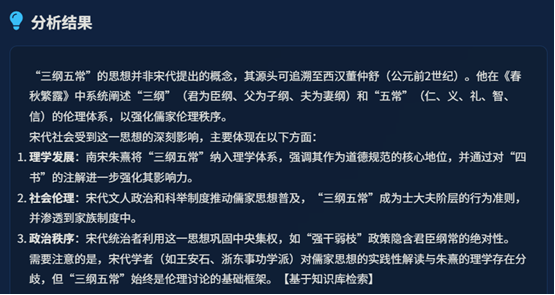 分析结果
“三纲五常”的思想并非宋代提出的概念，其源头可追溯至西汉董仲舒（公元前2世纪）。他在《春
秋繁露》中系统阐述“三纲”（君为臣纲、父为子纲、夫为妻纲）和“五常”（仁、义、礼、智、
信）的伦理体系，以强化儒家伦理秩序。
宋代社会受到这一思想的深刻影响，主要体现在以下方面：
1. 理学发展：南宋朱熹将“三纲五常”纳入理学体系，强调其作为道德规范的核心地位，并通过对“四
书”的注解进一步强化其影响力。
2. 社会伦理：宋代文人政治和科举制度推动儒家思想普及，“三纲五常”成为士大夫阶层的行为准则，
并渗透到家族制度中。
3. 政治秩序：宋代统治者利用这一思想巩固中央集权，如“强干弱枝”政策隐含君臣纲常的绝对性。
需要注意的是，宋代学者（如王安石、浙东事功学派）对儒家思想的实践性解读与朱熹的理学存在分
歧，但“三纲五常”始终是伦理讨论的基础框架。【基于知识库检索】